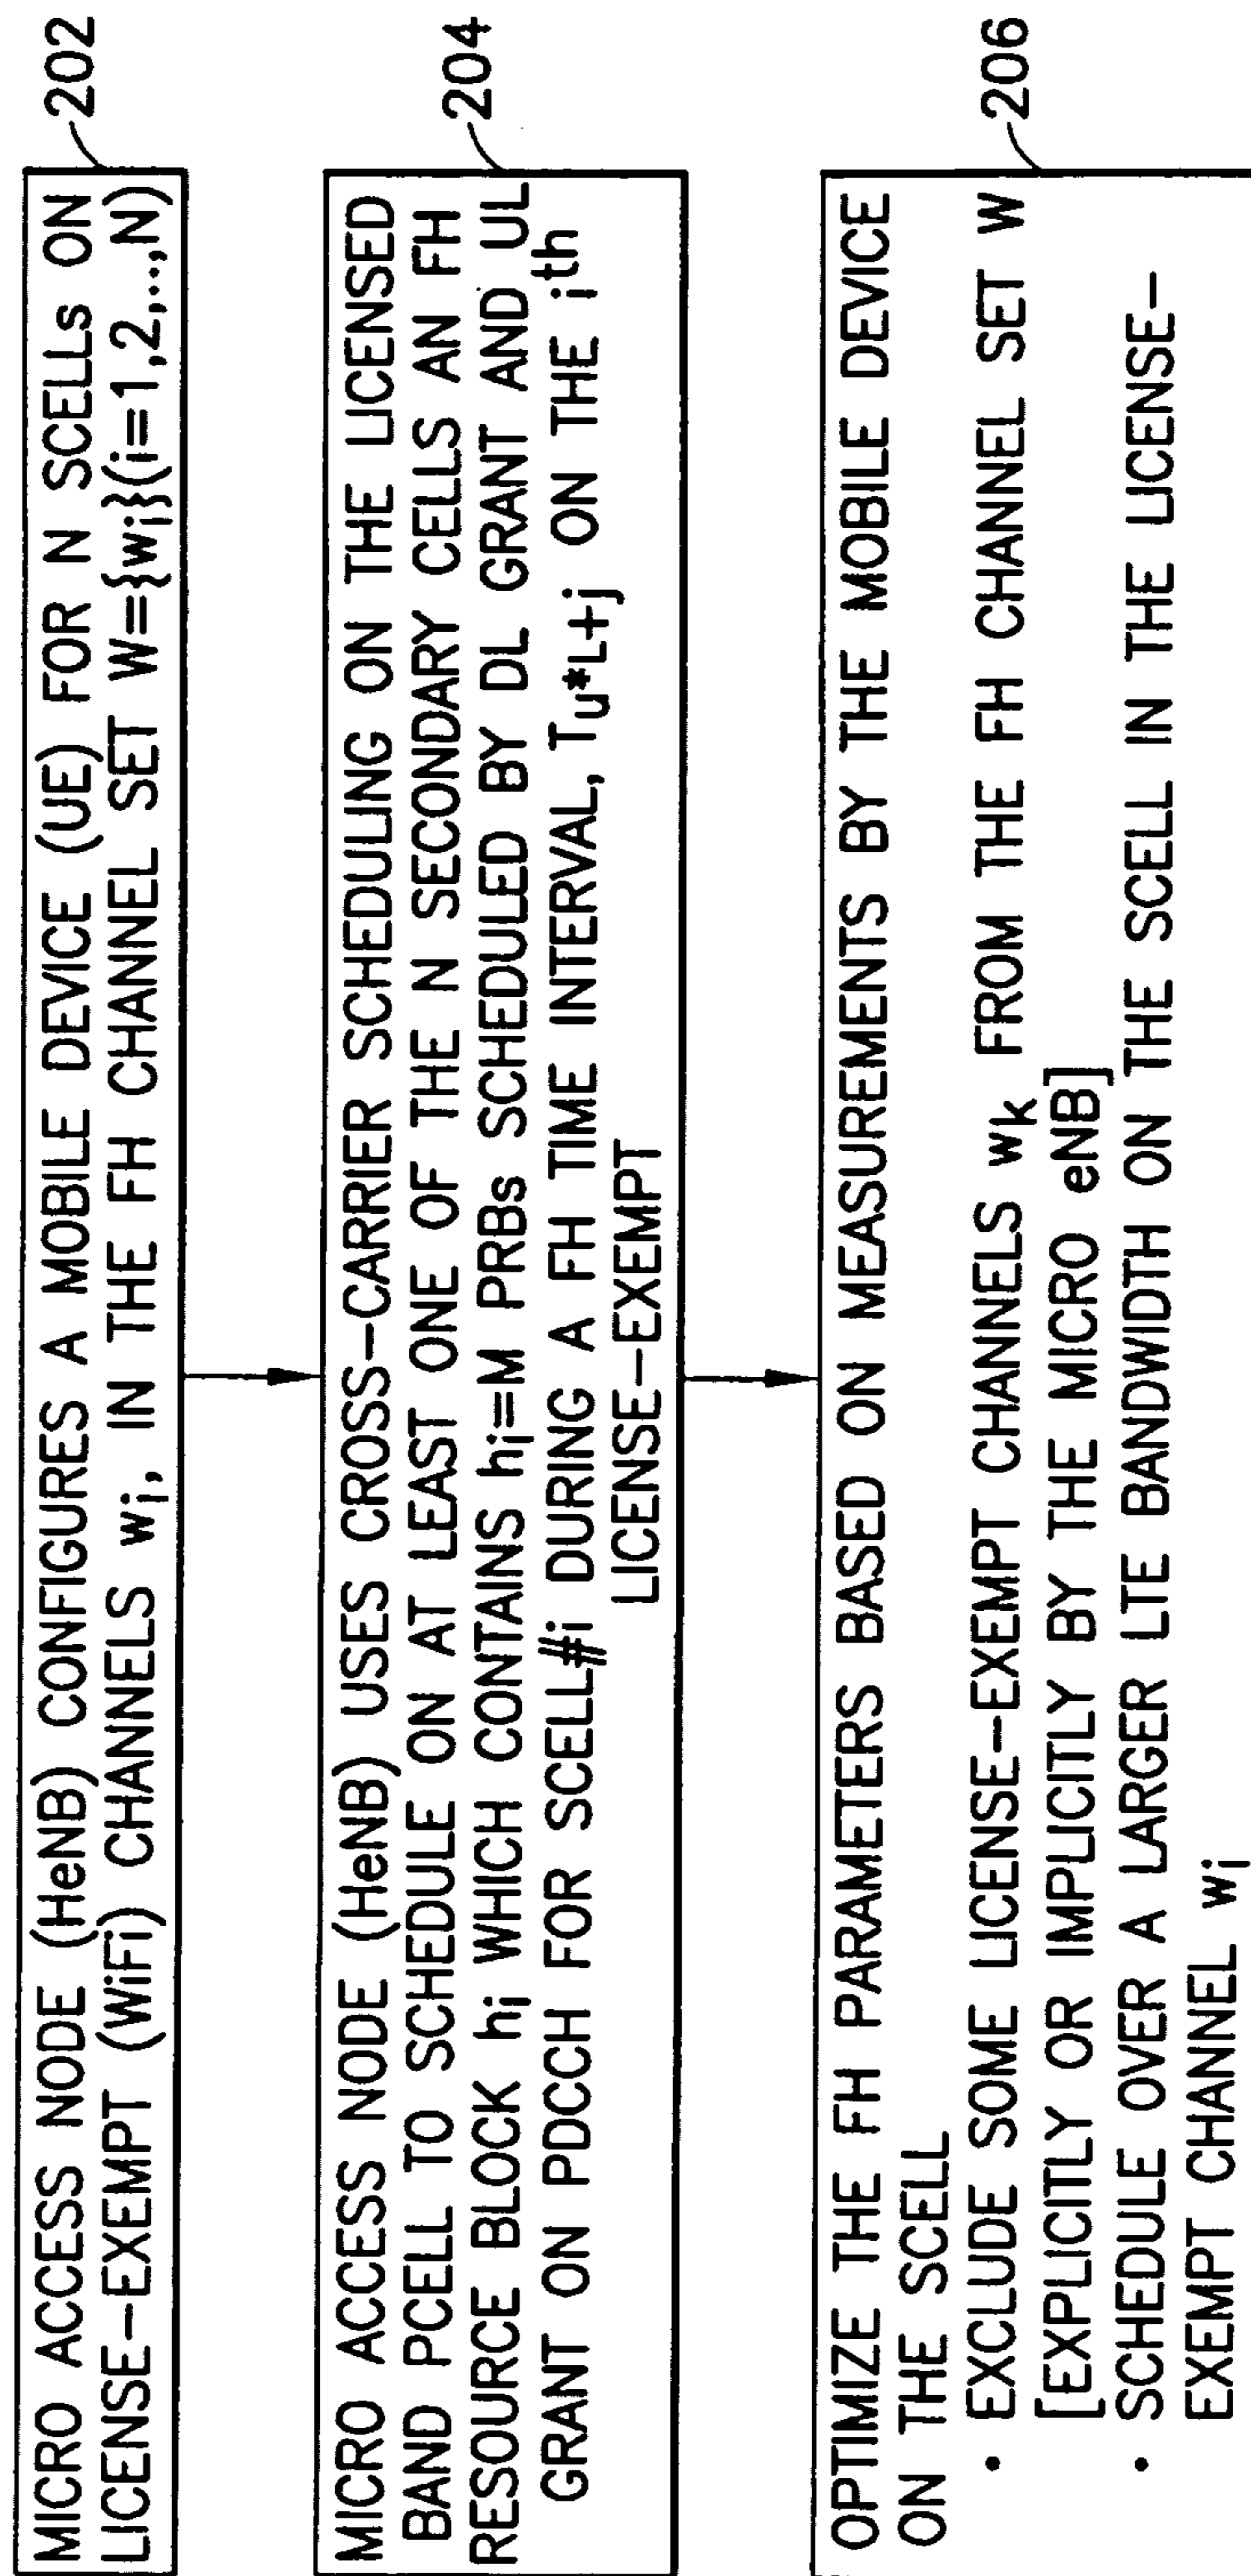 MICRO ACCESS NODE (HeNB) CONFIGURES A MOBILE DEVICE (UE) FOR N SCELLs ON
LICENSE-EXEMPT (WiFi) CHANNELS wᵢ, IN THE FH CHANNEL SET W={wᵢ}(i=1,2,..,N)
202
MICRO ACCESS NODE (HeNB) USES CROSS-CARRIER SCHEDULING ON THE LICENSED
BAND PCELL TO SCHEDULE ON AT LEAST ONE OF THE N SECONDARY CELLS AN FH
RESOURCE BLOCK hᵢ WHICH CONTAINS hᵢ=M PRBs SCHEDULED BY DL GRANT AND UL
GRANT ON PDCCH FOR SCELL#i DURING A FH TIME INTERVAL, Tᵤ*L+j ON THE iᵗʰ
LICENSE-EXEMPT
204
OPTIMIZE THE FH PARAMETERS BASED ON MEASUREMENTS BY THE MOBILE DEVICE
ON THE SCELL
• EXCLUDE SOME LICENSE-EXEMPT CHANNELS wₖ FROM THE FH CHANNEL SET W
[EXPLICITLY OR IMPLICITLY BY THE MICRO eNB]
• SCHEDULE OVER A LARGER LTE BANDWIDTH ON THE SCELL IN THE LICENSE-
EXEMPT CHANNEL wᵢ
206